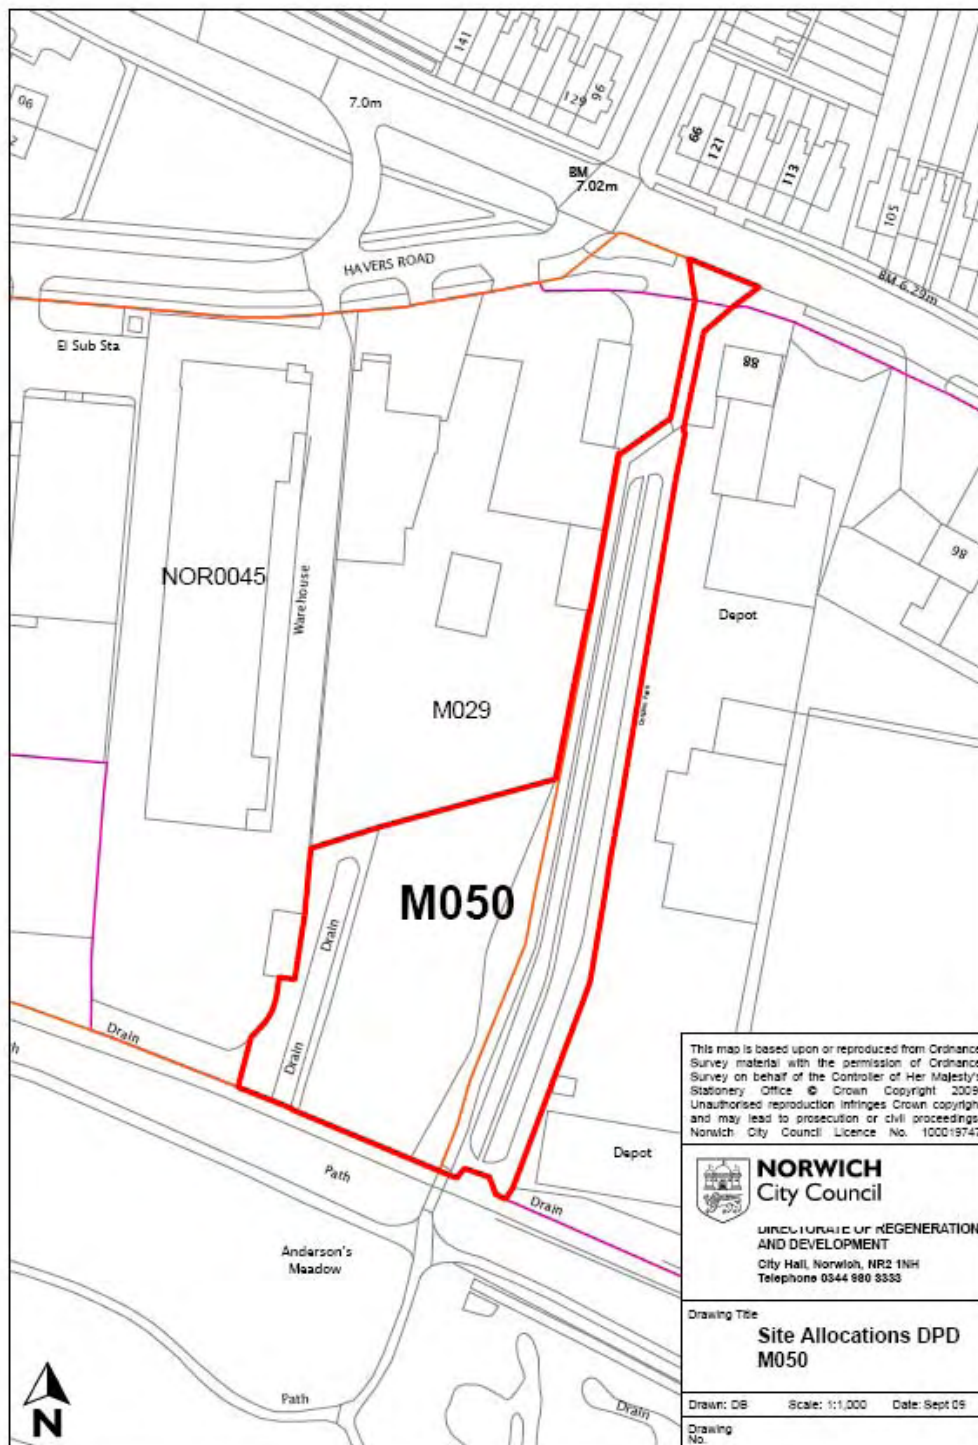 141
129
96
90
2
7.0m
66
121
113
105
BM
7.02m
HAVERS ROAD
BM 6.29m
El Sub Sta
88
98
NOR0045
Warehouse
Depot
M029
M050
Drain
Drain
Drain
Path
Depot
Drain
Anderson's
Meadow
Path
Drain
N
This map is based upon or reproduced from Ordnance
Survey material with the permission of Ordnance
Survey on behalf of the Controller of Her Majesty's
Stationery Office © Crown Copyright 2009
Unauthorised reproduction infringes Crown copyright
and may lead to prosecution or civil proceedings
Norwich City Council Licence No. 100019747
NORWICH
City Council
DIRECTORATE OF REGENERATION
AND DEVELOPMENT
City Hall, Norwich, NR2 1NH
Telephone 0344 980 3333
Drawing Title
Site Allocations DPD
M050
Drawn: DB Scale: 1:1,000 Date: Sept 09
Drawing
No.